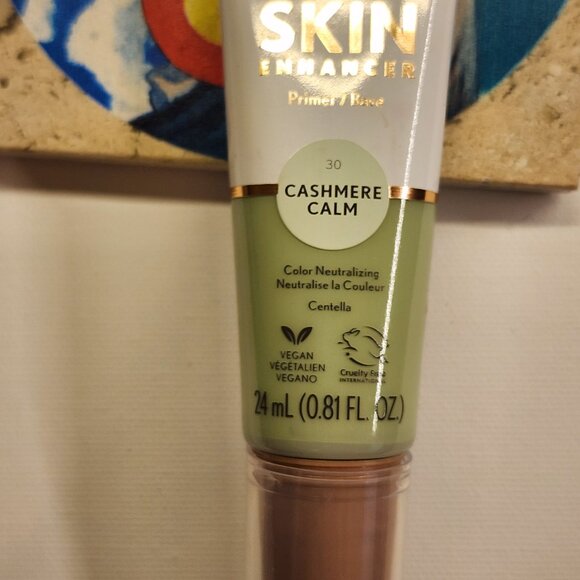 SKIN
ENHANCER
Primer / Base
30
CASHMERE
CALM
Color Neutralizing
Neutralise la Couleur
Centella
VEGAN
VÉGÉTALIEN
VEGANO
Cruelty Free
INTERNATIONAL
24 mL (0.81 FL. OZ.)